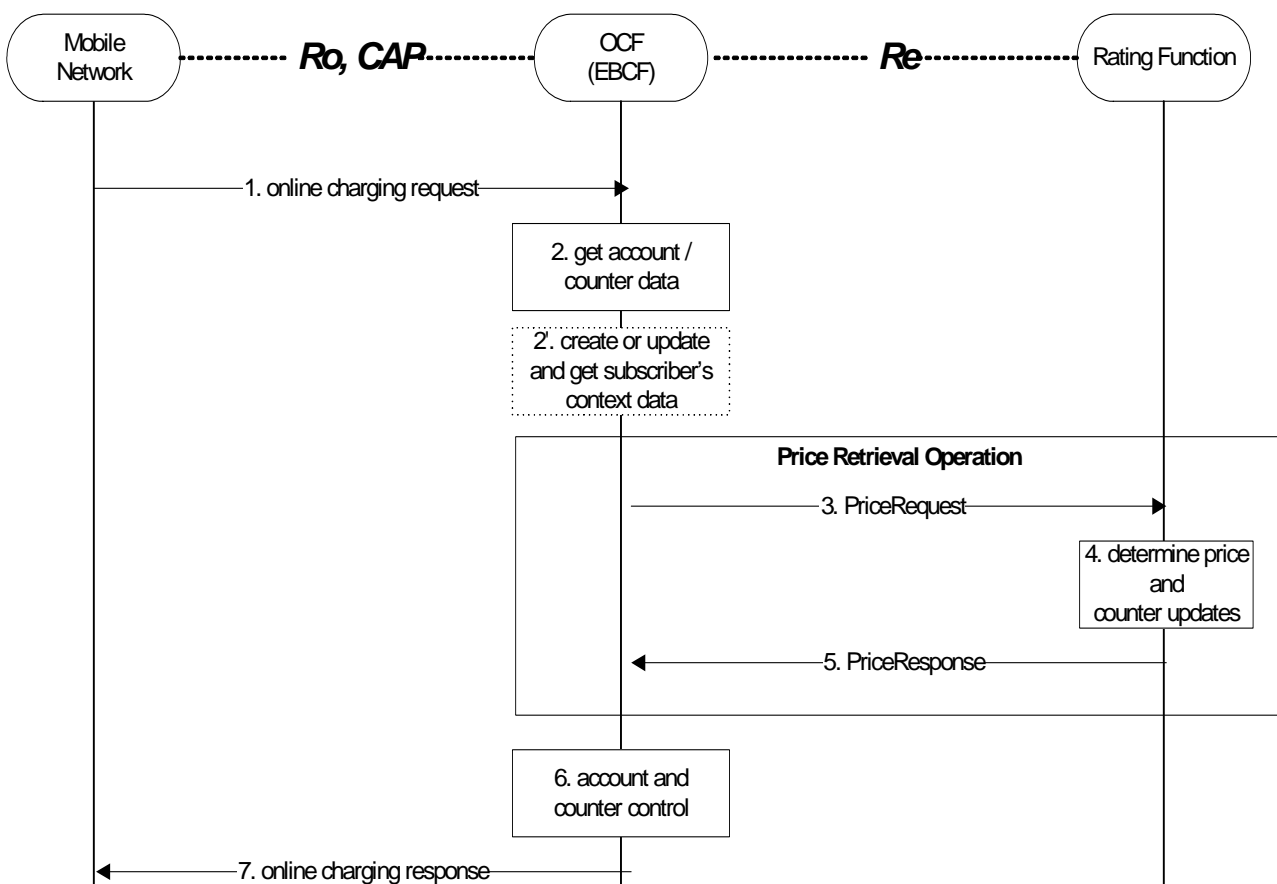 Mobile
Network
Ro, CAP
OCF
(EBCF)
Re
Rating Function
1. online charging request
2. get account /
counter data
2'. create or update
and get subscriber's
context data
Price Retrieval Operation
3. PriceRequest
4. determine price
and
counter updates
5. PriceResponse
6. account and
counter control
7. online charging response